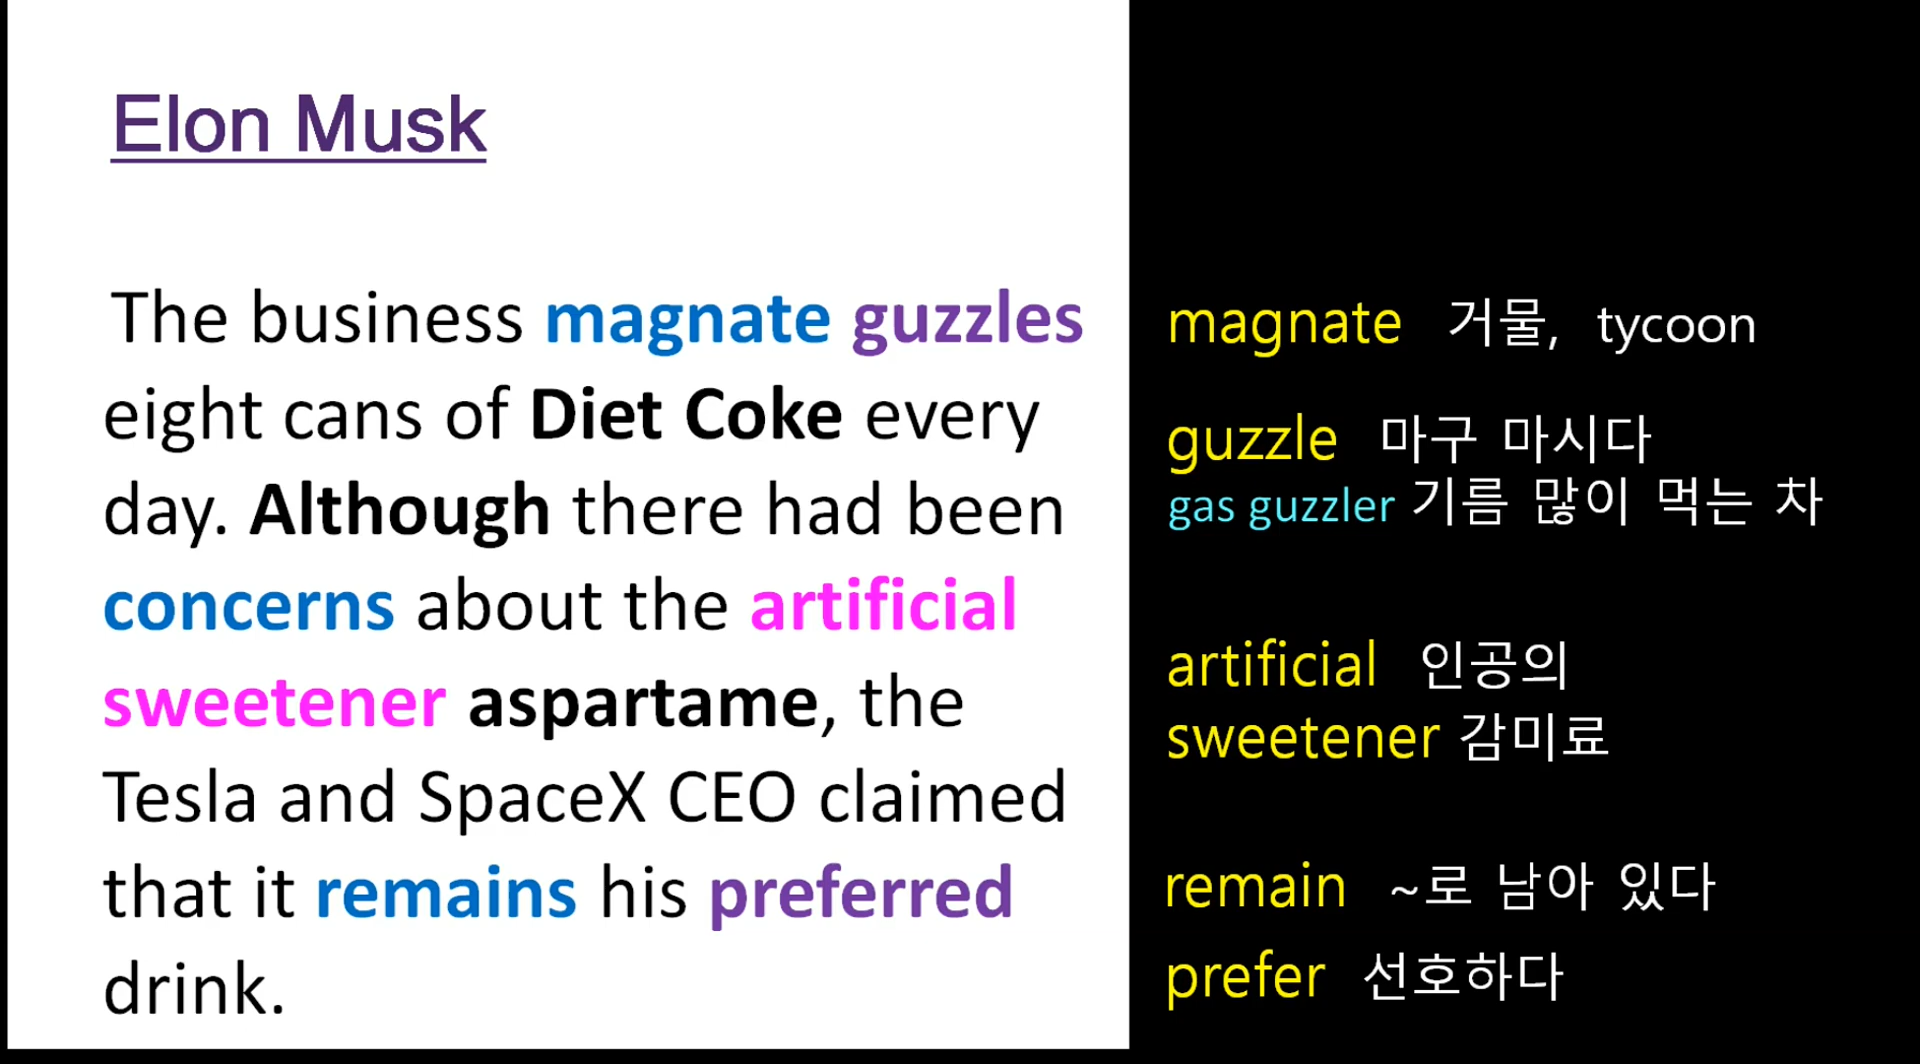 Elon Musk
The business magnate guzzles
eight cans of Diet Coke every
day. Although there had been
concerns about the artificial
sweetener aspartame, the
Tesla and SpaceX CEO claimed
that it remains his preferred
drink.
magnate 거물, tycoon
guzzle 마구 마시다
gas guzzler 기름 많이 먹는 차
artificial 인공의
sweetener 감미료
remain ~로 남아 있다
prefer 선호하다